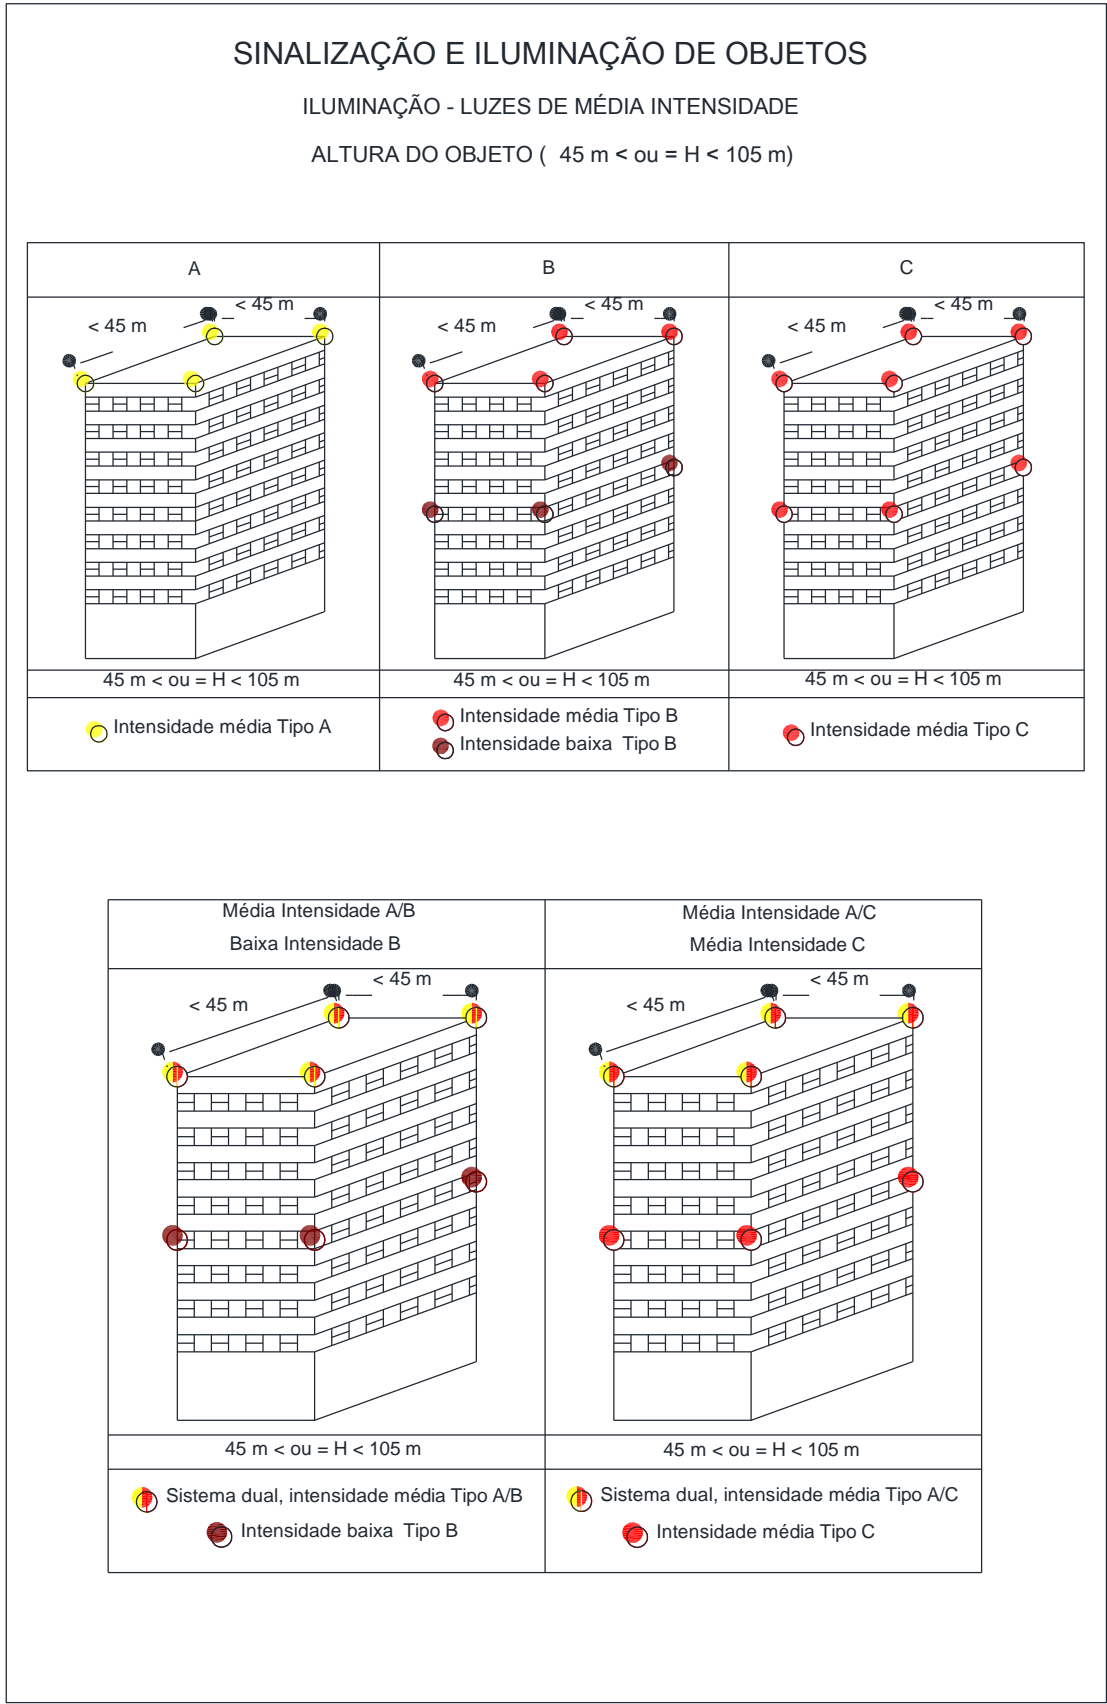 SINALIZAÇÃO E ILUMINAÇÃO DE OBJETOS
ILUMINAÇÃO - LUZES DE MÉDIA INTENSIDADE
ALTURA DO OBJETO ( 45 m < ou = H < 105 m)
A
B
C
< 45 m
< 45 m
< 45 m
< 45 m
< 45 m
< 45 m
45 m < ou = H < 105 m
45 m < ou = H < 105 m
45 m < ou = H < 105 m
Intensidade média Tipo A
Intensidade média Tipo B
Intensidade baixa Tipo B
Intensidade média Tipo C
Média Intensidade A/B
Baixa Intensidade B
Média Intensidade A/C
Média Intensidade C
< 45 m
< 45 m
< 45 m
< 45 m
45 m < ou = H < 105 m
45 m < ou = H < 105 m
Sistema dual, intensidade média Tipo A/B
Intensidade baixa Tipo B
Sistema dual, intensidade média Tipo A/C
Intensidade média Tipo C